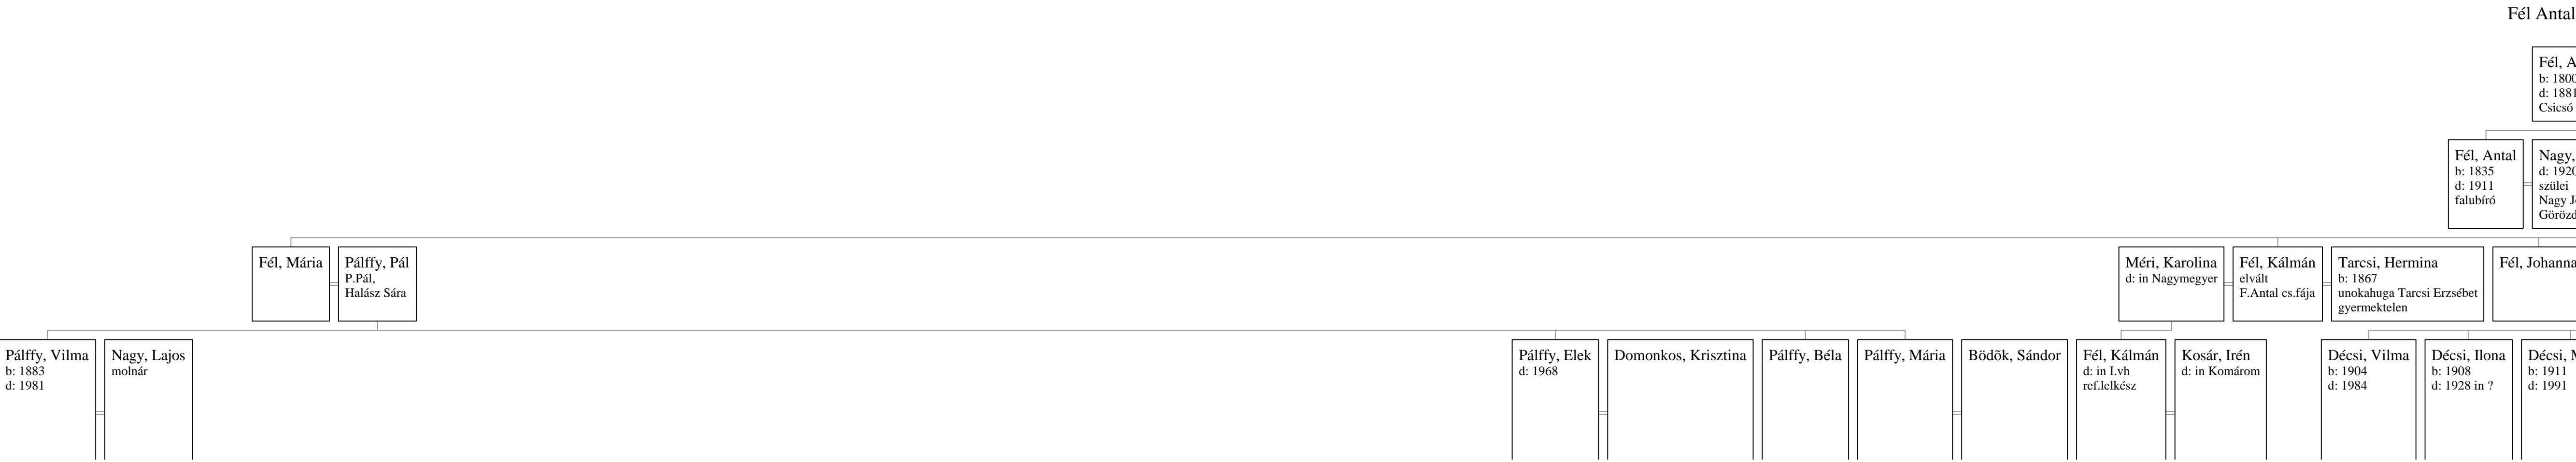 Fél Antal
Fél, A
b: 1800
d: 1881
Csicsó
Fél, Antal
b: 1835
d: 1911
falubíró
Nagy,
d: 1920
szülei
Nagy J
Görözd
Fél, Mária
Pálffy, Pál
P.Pál,
Halász Sára
Méri, Karolina
d: in Nagymegyer
Fél, Kálmán
elvált
F.Antal cs.fája
Tarcsi, Hermina
b: 1867
unokahuga Tarcsi Erzsébet
gyermektelen
Fél, Johanna
Pálffy, Vilma
b: 1883
d: 1981
Nagy, Lajos
molnár
Pálffy, Elek
d: 1968
Domonkos, Krisztina
Pálffy, Béla
Pálffy, Mária
Bödõk, Sándor
Fél, Kálmán
d: in I.vh
ref.lelkész
Kosár, Irén
d: in Komárom
Décsi, Vilma
b: 1904
d: 1984
Décsi, Ilona
b: 1908
d: 1928 in ?
Décsi, M
b: 1911
d: 1991